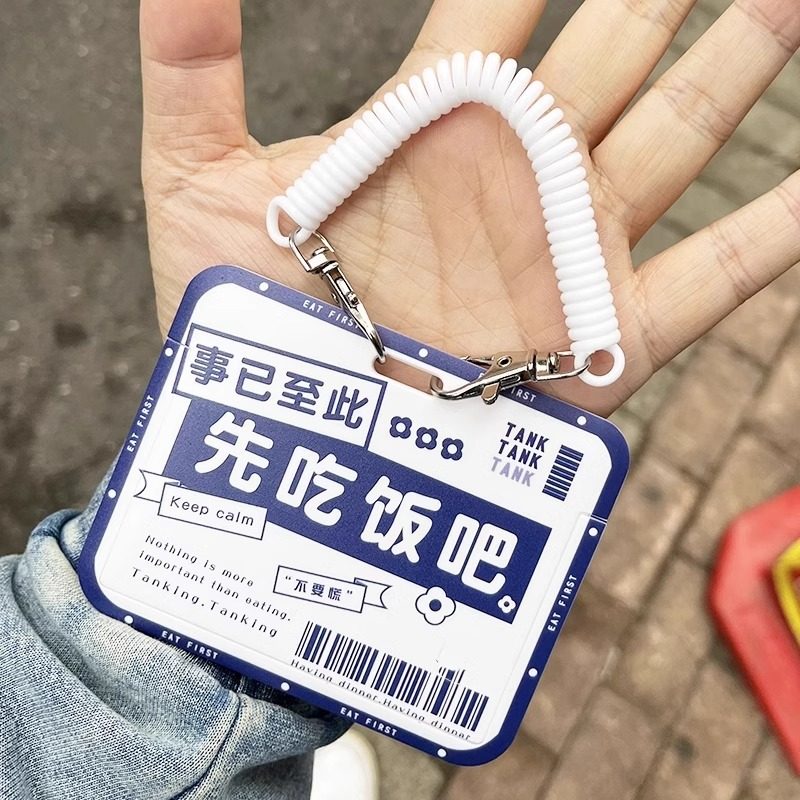 EAT FIRST
EAT FIRST
事已至此
先吃饭吧
TANK
TANK
TANK
Keep calm
Nothing is more
important than eating.
Tanking.Tanking
"不要慌"
Having dinner.Having dinner
EAT FIRST
EAT FIRST
EAT FIRST
EAT FIRST